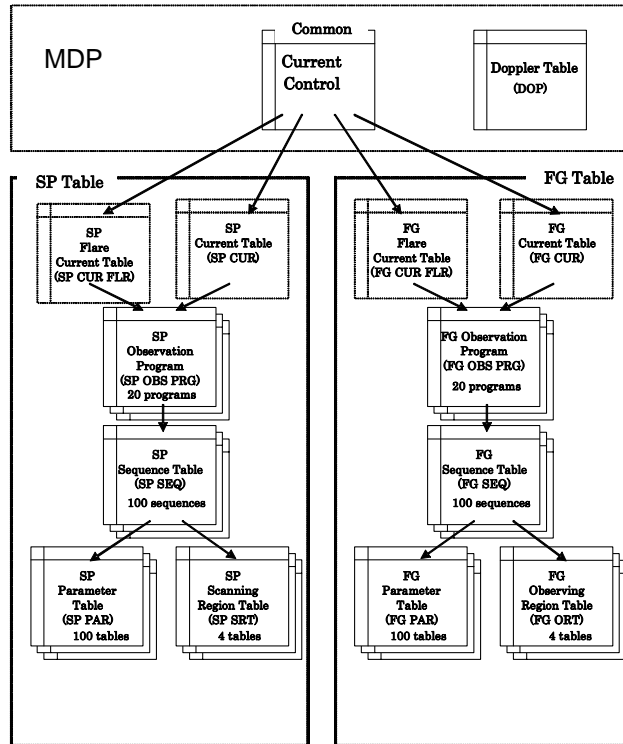 MDP
Common
Current
Control
Doppler Table
(DOP)
SP Table
SP
Flare
Current Table
(SP CUR FLR)
SP
Current Table
(SP CUR)
SP
Observation
Program
(SP OBS PRG)
20 programs
SP
Sequence Table
(SP SEQ)
100 sequences
SP
Parameter
Table
(SP PAR)
100 tables
SP
Scanning
Region Table
(SP SRT)
4 tables
FG Table
FG
Flare
Current Table
(FG CUR FLR)
FG
Current Table
(FG CUR)
FG Observation
Program
(FG OBS PRG)
20 programs
FG
Sequence Table
(FG SEQ)
100 sequences
FG
Parameter
Table
(FG PAR)
100 tables
FG
Observing
Region Table
(FG ORT)
4 tables